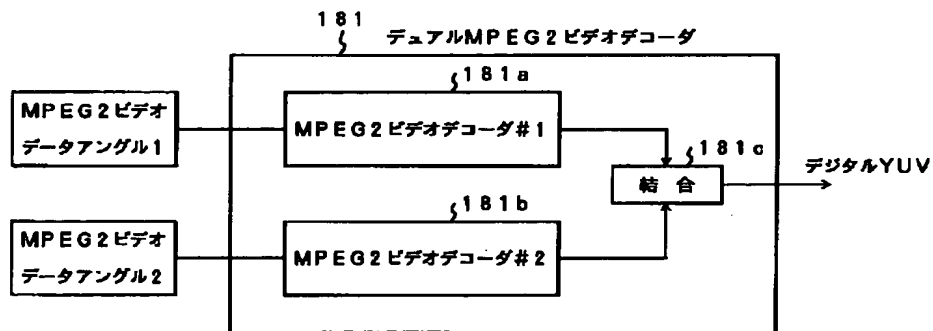 181
デュアルMPEG2ビデオデコーダ
181a
MPEG2ビデオ
データアングル1
MPEG2ビデオデコーダ#1
181c
結合
デジタルYUV
181b
MPEG2ビデオ
データアングル2
MPEG2ビデオデコーダ#2